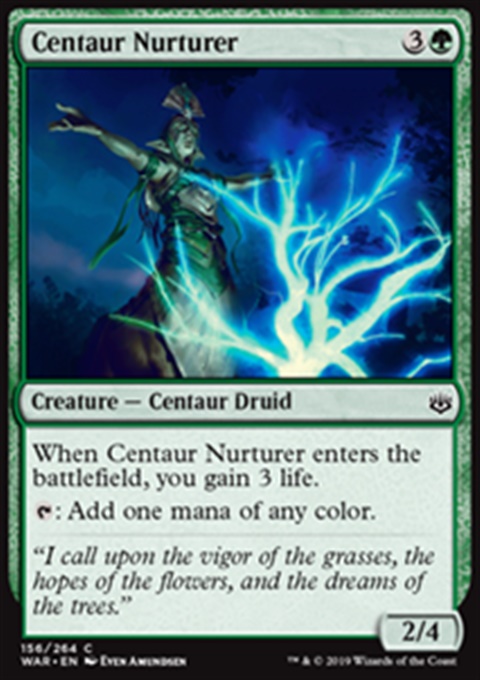 Centaur Nurturer 3
Creature — Centaur Druid
When Centaur Nurturer enters the
battlefield, you gain 3 life.
: Add one mana of any color.
“I call upon the vigor of the grasses, the
hopes of the flowers, and the dreams of
the trees.”
2/4
156/264 C
WAR • EN Even Amundsen
™ & © 2019 Wizards of the Coast